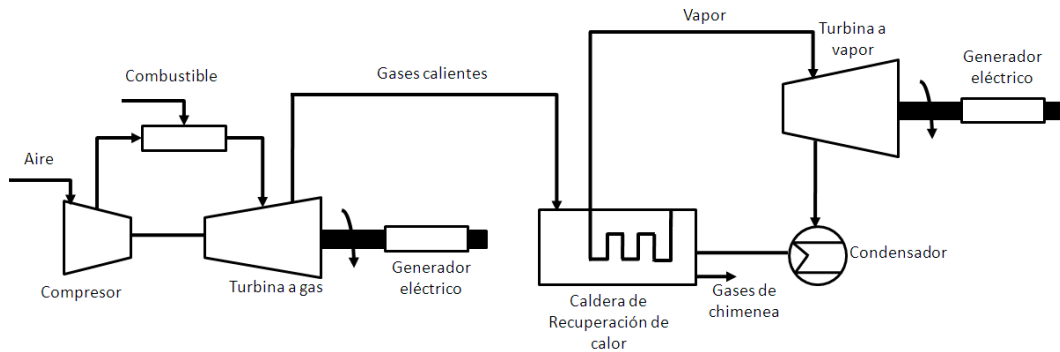 Aire
Combustible
Compresor
Turbina a gas
Gases calientes
Generador
eléctrico
Vapor
Turbina a
vapor
Generador
eléctrico
Condensador
Gases de
chimenea
Caldera de
Recuperación de
calor